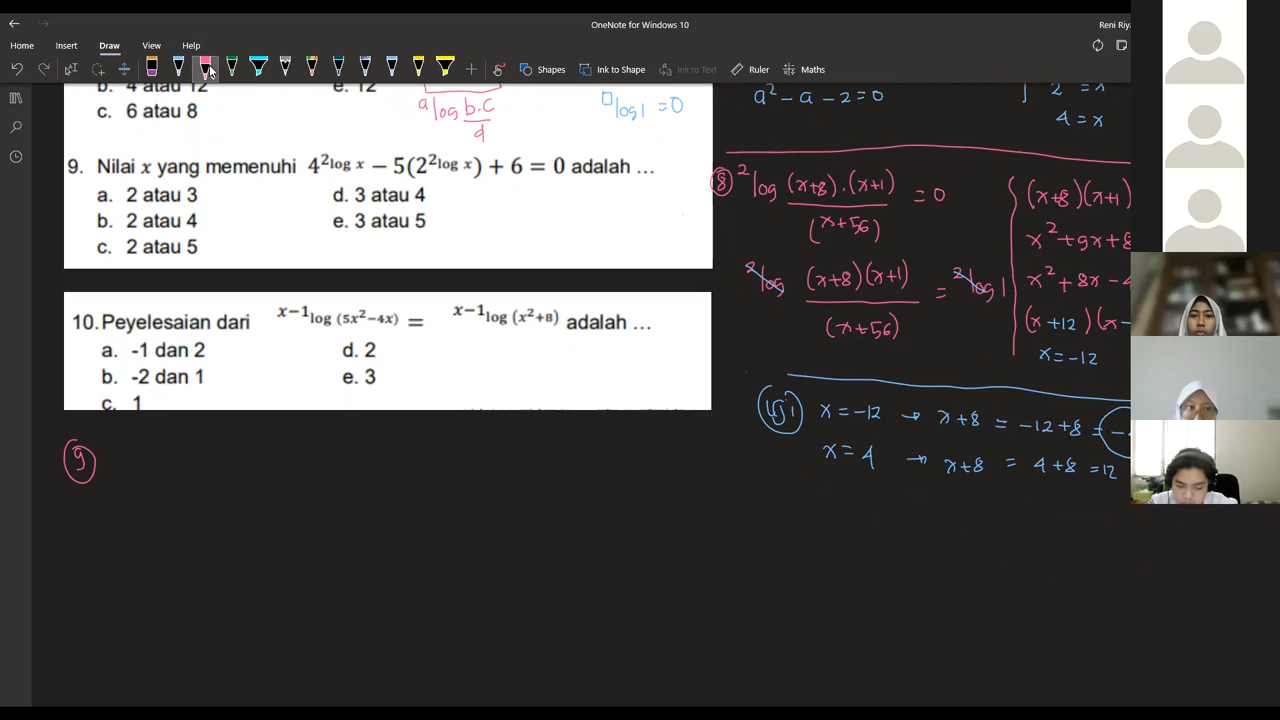 OneNote for Windows 10
Reni Riy
Home Insert Draw View Help
Shapes Ink to Shape Ink to Text Ruler Maths
b. 4 atau 12 e. 12
c. 6 atau 8
ᵃlog b.c/d
▫log 1 = 0
9. Nilai x yang memenuhi 4^{²log x} − 5(2^{²log x}) + 6 = 0 adalah …
a. 2 atau 3 d. 3 atau 4
b. 2 atau 4 e. 3 atau 5
c. 2 atau 5
10. Peyelesaian dari ^{x−1}log (5x²−4x) = ^{x−1}log (x²+8) adalah …
a. -1 dan 2 d. 2
b. -2 dan 1 e. 3
c. 1
9
a² − a − 2 = 0
2 = x
4 = x
8 ²log (x+8).(x+1)/(x+56) = 0
²log (x+8)(x+1)/(x+56) = ²log 1
(x+8)(x+1)
x² + 9x + 8
x² + 8x −
(x+12)(x−
x = −12
Uji x = −12 → x+8 = −12+8 = −
x = 4 → x+8 = 4+8 = 12